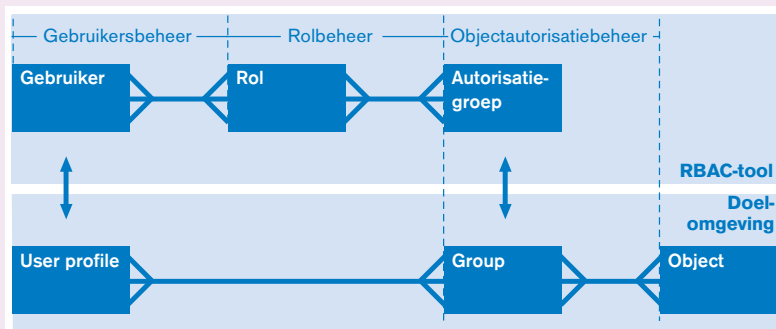 Gebruikersbeheer
Rolbeheer
Objectautorisatiebeheer
Gebruiker
Rol
Autorisatie-
groep
RBAC-tool
Doel-
omgeving
User profile
Group
Object